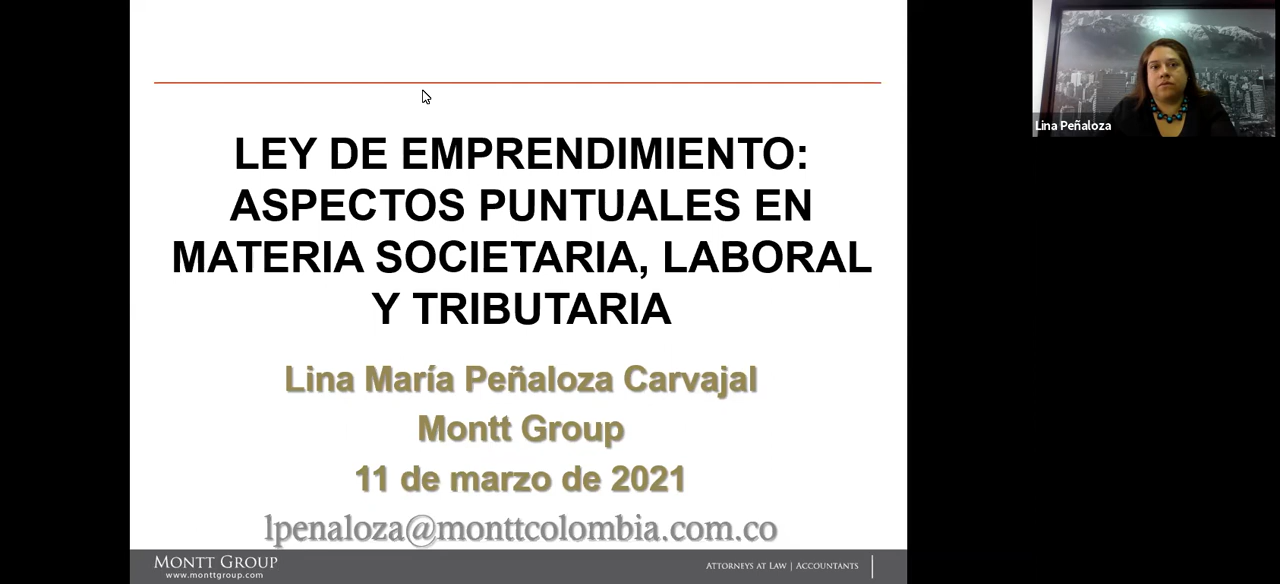 LEY DE EMPRENDIMIENTO:
ASPECTOS PUNTUALES EN
MATERIA SOCIETARIA, LABORAL
Y TRIBUTARIA
Lina María Peñaloza Carvajal
Montt Group
11 de marzo de 2021
lpenaloza@monttcolombia.com.co
MONTT GROUP
www.monttgroup.com
ATTORNEYS AT LAW | ACCOUNTANTS
Lina Peñaloza